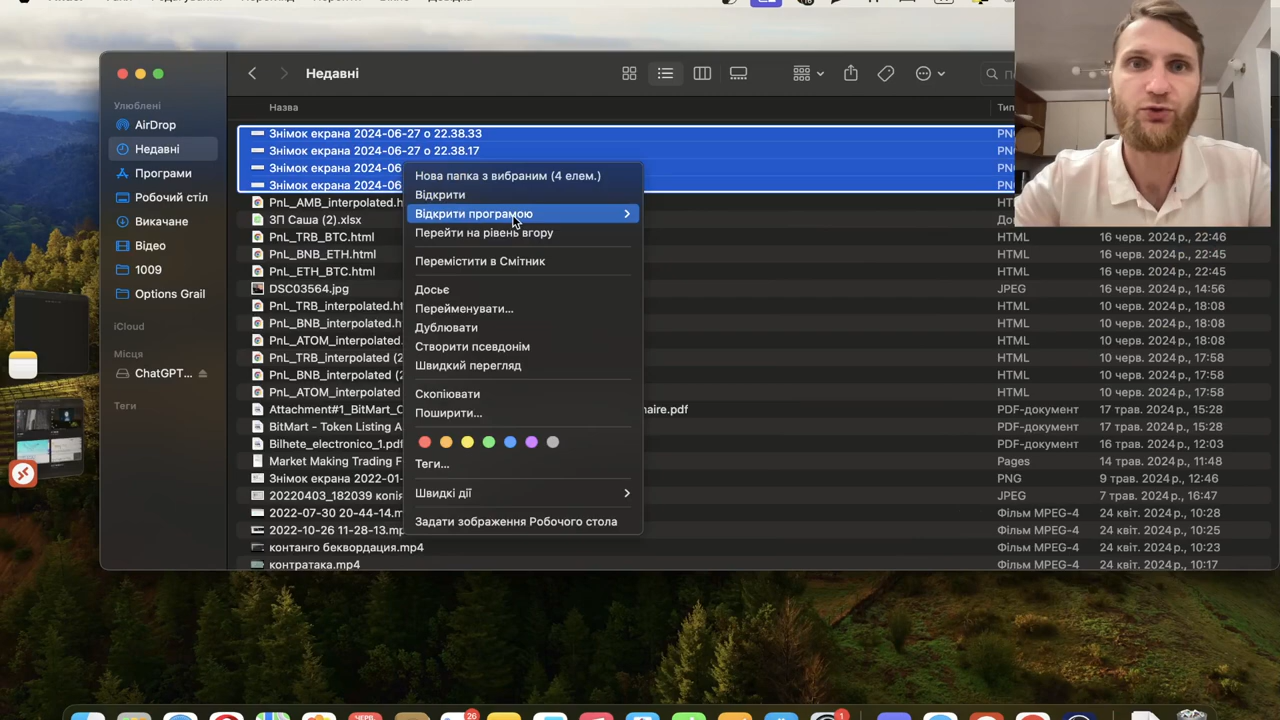 Недавні
Улюблені
AirDrop
Недавні
Програми
Робочий стіл
Викачане
Відео
1009
Options Grail
iCloud
Місця
ChatGPT...
Теги
Назва
Знімок екрана 2024-06-27 о 22.38.33
Знімок екрана 2024-06-27 о 22.38.17
Знімок екрана 2024-06
Знімок екрана 2024-06
PnL_AMB_interpolated.h
ЗП Саша (2).xlsx
PnL_TRB_BTC.html HTML 16 черв. 2024 р., 22:46
PnL_BNB_ETH.html HTML 16 черв. 2024 р., 22:46
PnL_ETH_BTC.html HTML 16 черв. 2024 р., 22:46
DSC03564.jpg JPEG 16 черв. 2024 р., 14:56
PnL_TRB_interpolated.ht HTML 10 черв. 2024 р., 18:08
PnL_BNB_interpolated.h HTML 10 черв. 2024 р., 18:08
PnL_ATOM_interpolated. HTML 10 черв. 2024 р., 18:08
PnL_TRB_interpolated (2 HTML 10 черв. 2024 р., 17:58
PnL_BNB_interpolated (2 HTML 10 черв. 2024 р., 17:58
PnL_ATOM_interpolated HTML 10 черв. 2024 р., 17:58
Attachment#1_BitMart_C naire.pdf PDF-документ 17 трав. 2024 р., 15:28
BitMart - Token Listing A PDF-документ 17 трав. 2024 р., 15:28
Bilhete_electronico_1.pdf PDF-документ 16 трав. 2024 р., 12:03
Market Making Trading F Pages 14 трав. 2024 р., 11:48
Знімок екрана 2022-01- PNG 9 трав. 2024 р., 12:46
20220403_182039 копія JPEG 7 трав. 2024 р., 16:47
2022-07-30 20-44-14.m Фільм MPEG-4 24 квіт. 2024 р., 10:28
2022-10-26 11-28-13.mp Фільм MPEG-4 24 квіт. 2024 р., 10:25
контанго беквордация.mp4 Фільм MPEG-4 24 квіт. 2024 р., 10:23
контратака.mp4 Фільм MPEG-4 24 квіт. 2024 р., 10:17
Нова папка з вибраним (4 елем.)
Відкрити
Відкрити програмою
Перейти на рівень вгору
Перемістити в Смітник
Досьє
Перейменувати...
Дублювати
Створити псевдонім
Швидкий перегляд
Скопіювати
Поширити...
Теги...
Швидкі дії
Задати зображення Робочого стола
26
1